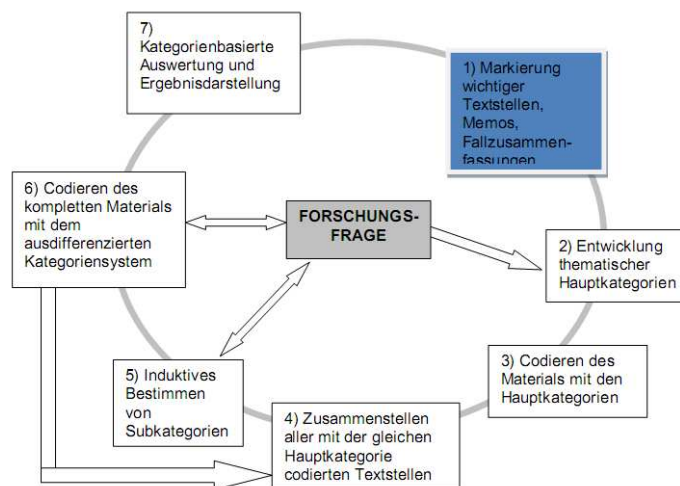 7)
Kategorienbasierte
Auswertung und
Ergebnisdarstellung
1) Markierung
wichtiger
Textstellen,
Memos,
Fallzusammen-
fassungen
6) Codieren des
kompletten Materials
mit dem
ausdifferenzierten
Kategoriensystem
FORSCHUNGS-
FRAGE
2) Entwicklung
thematischer
Hauptkategorien
3) Codieren des
Materials mit den
Hauptkategorien
5) Induktives
Bestimmen
von
Subkategorien
4) Zusammenstellen
aller mit der gleichen
Hauptkategorie
codierten Textstellen